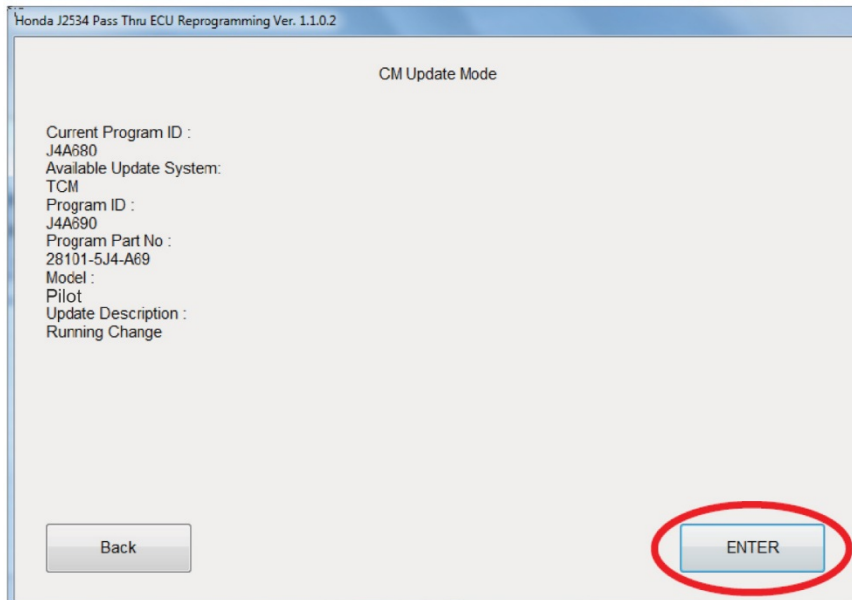 Honda J2534 Pass Thru ECU Reprogramming Ver. 1.1.0.2
CM Update Mode
Current Program ID :
J4A680
Available Update System:
TCM
Program ID :
J4A690
Program Part No :
28101-5J4-A69
Model :
Pilot
Update Description :
Running Change
Back
ENTER